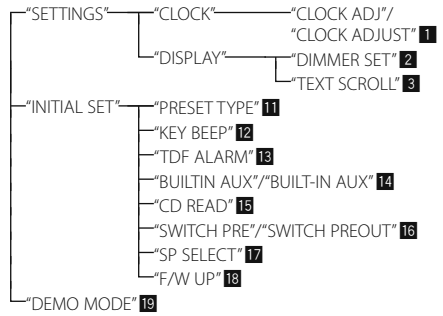 “SETTINGS” “CLOCK” “CLOCK ADJ”/
“CLOCK ADJUST” 1
“DISPLAY” “DIMMER SET” 2
“TEXT SCROLL” 3
“INITIAL SET” “PRESET TYPE” 11
“KEY BEEP” 12
“TDF ALARM” 13
“BUILTIN AUX”/“BUILT-IN AUX” 14
“CD READ” 15
“SWITCH PRE”/“SWITCH PREOUT” 16
“SP SELECT” 17
“F/W UP” 18
“DEMO MODE” 19